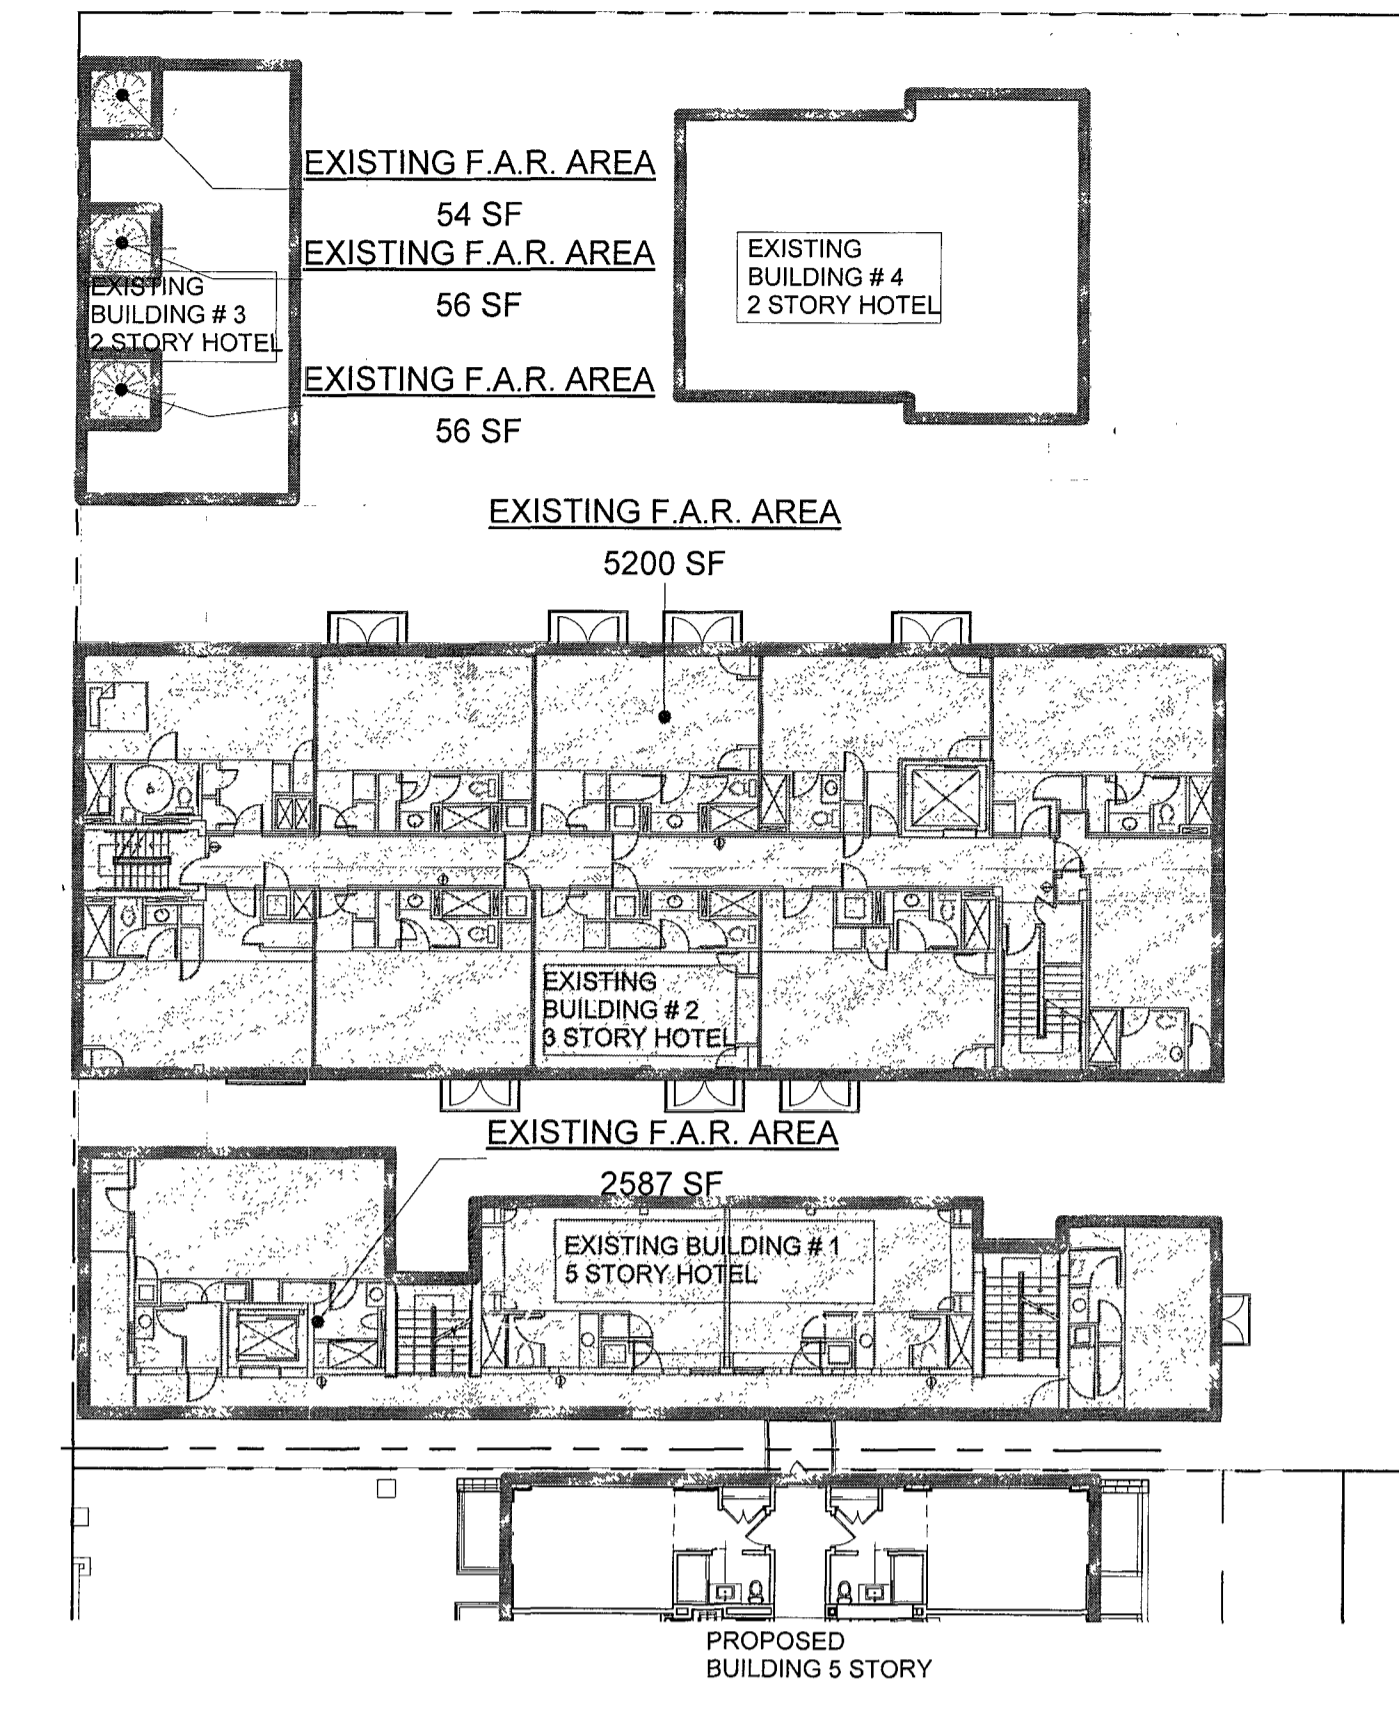 EXISTING F.A.R. AREA
54 SF
EXISTING F.A.R. AREA
56 SF
EXISTING
BUILDING # 3
2 STORY HOTEL
EXISTING F.A.R. AREA
56 SF
EXISTING
BUILDING # 4
2 STORY HOTEL
EXISTING F.A.R. AREA
5200 SF
EXISTING
BUILDING # 2
3 STORY HOTEL
EXISTING F.A.R. AREA
2587 SF
EXISTING BUILDING # 1
5 STORY HOTEL
PROPOSED
BUILDING 5 STORY